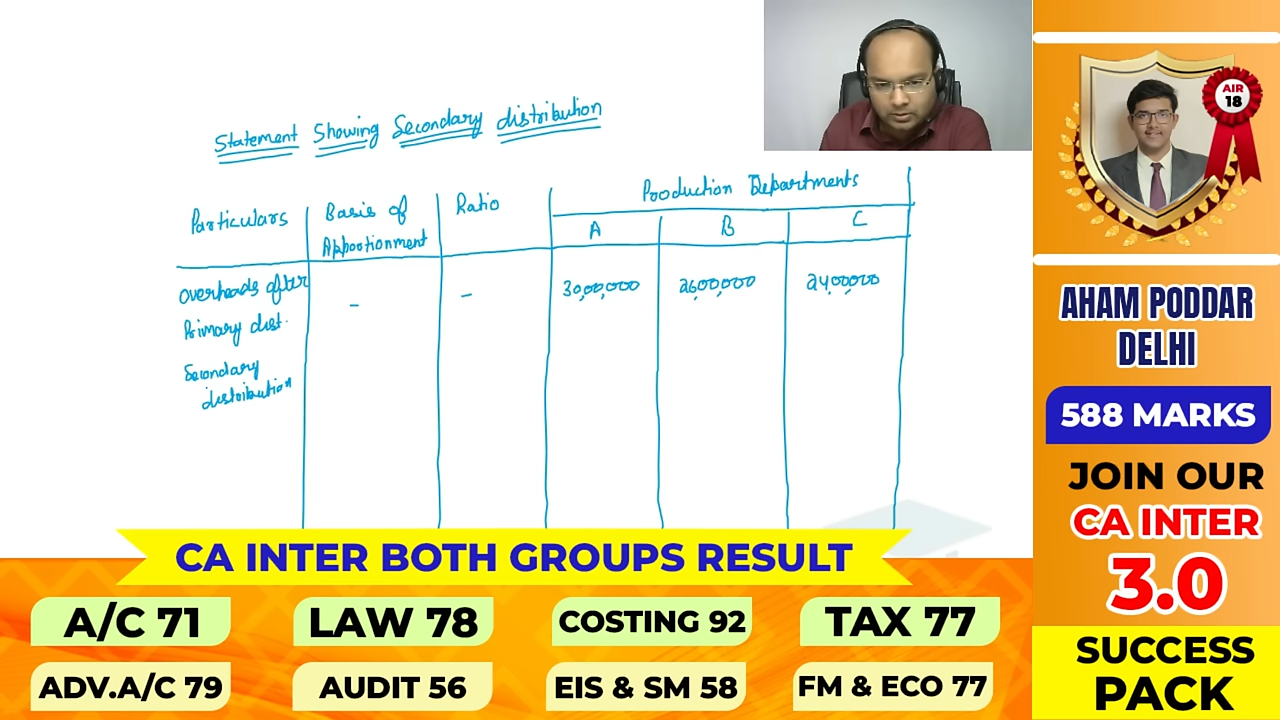 Statement Showing Secondary distribution
Particulars
Basis of
Apportionment
Ratio
Production Departments
A
B
C
Overheads after
Primary dist.
-
-
30,00,000
26,00,000
24,00,000
Secondary
distribution
AIR
18
AHAM PODDAR
DELHI
588 MARKS
JOIN OUR
CA INTER
3.0
SUCCESS
PACK
CA INTER BOTH GROUPS RESULT
A/C 71
LAW 78
COSTING 92
TAX 77
ADV.A/C 79
AUDIT 56
EIS & SM 58
FM & ECO 77